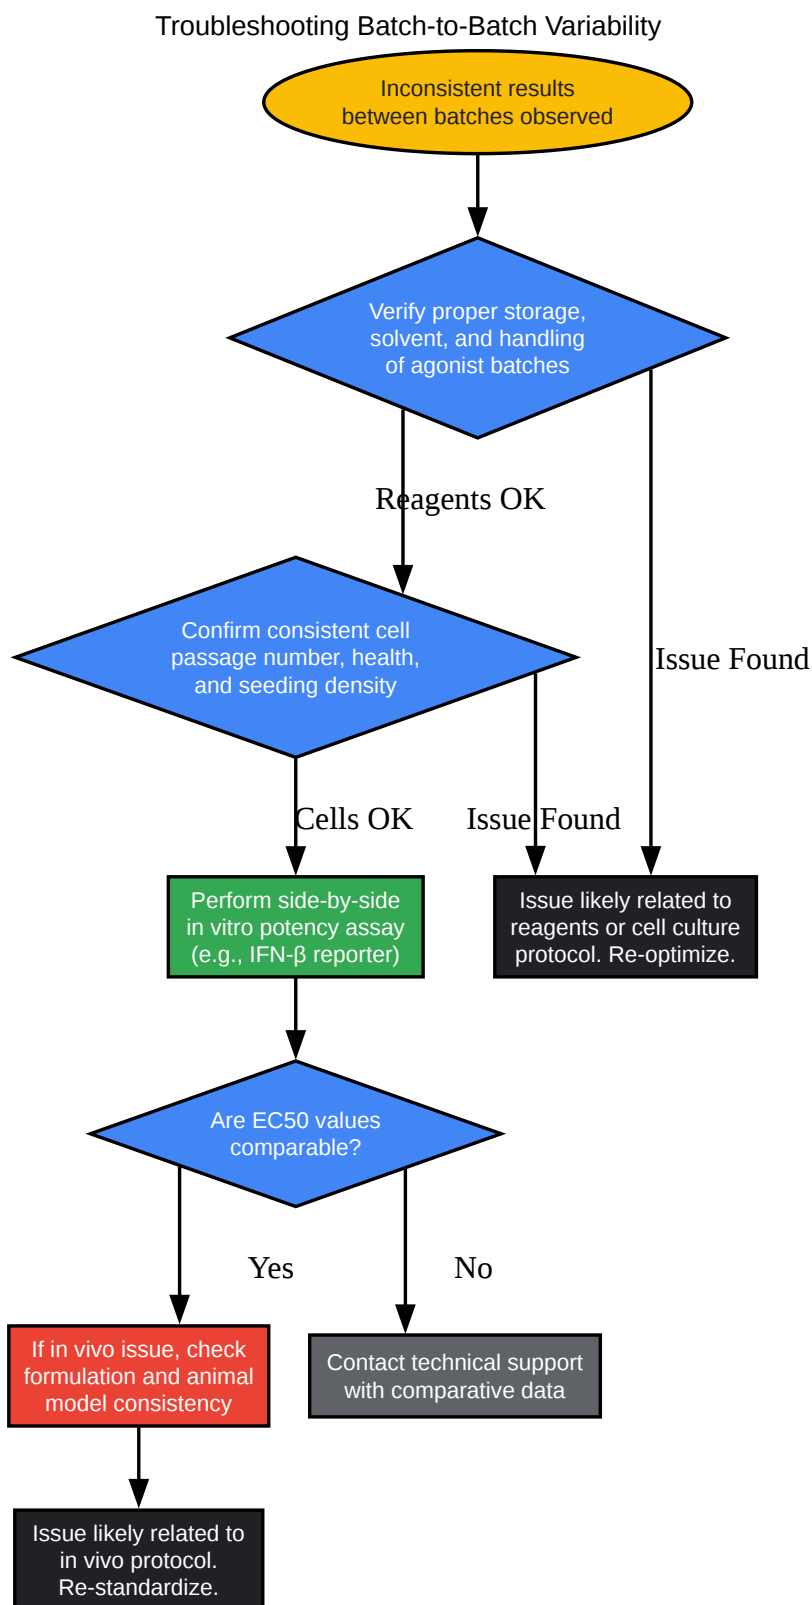 Troubleshooting Batch-to-Batch Variability
Inconsistent results
between batches observed
Verify proper storage,
solvent, and handling
of agonist batches
Reagents OK
Confirm consistent cell
passage number, health,
and seeding density
Issue Found
Cells OK
Issue Found
Perform side-by-side
in vitro potency assay
(e.g., IFN-β reporter)
Issue likely related to
reagents or cell culture
protocol. Re-optimize.
Are EC50 values
comparable?
Yes
No
If in vivo issue, check
formulation and animal
model consistency
Contact technical support
with comparative data
Issue likely related to
in vivo protocol.
Re-standardize.